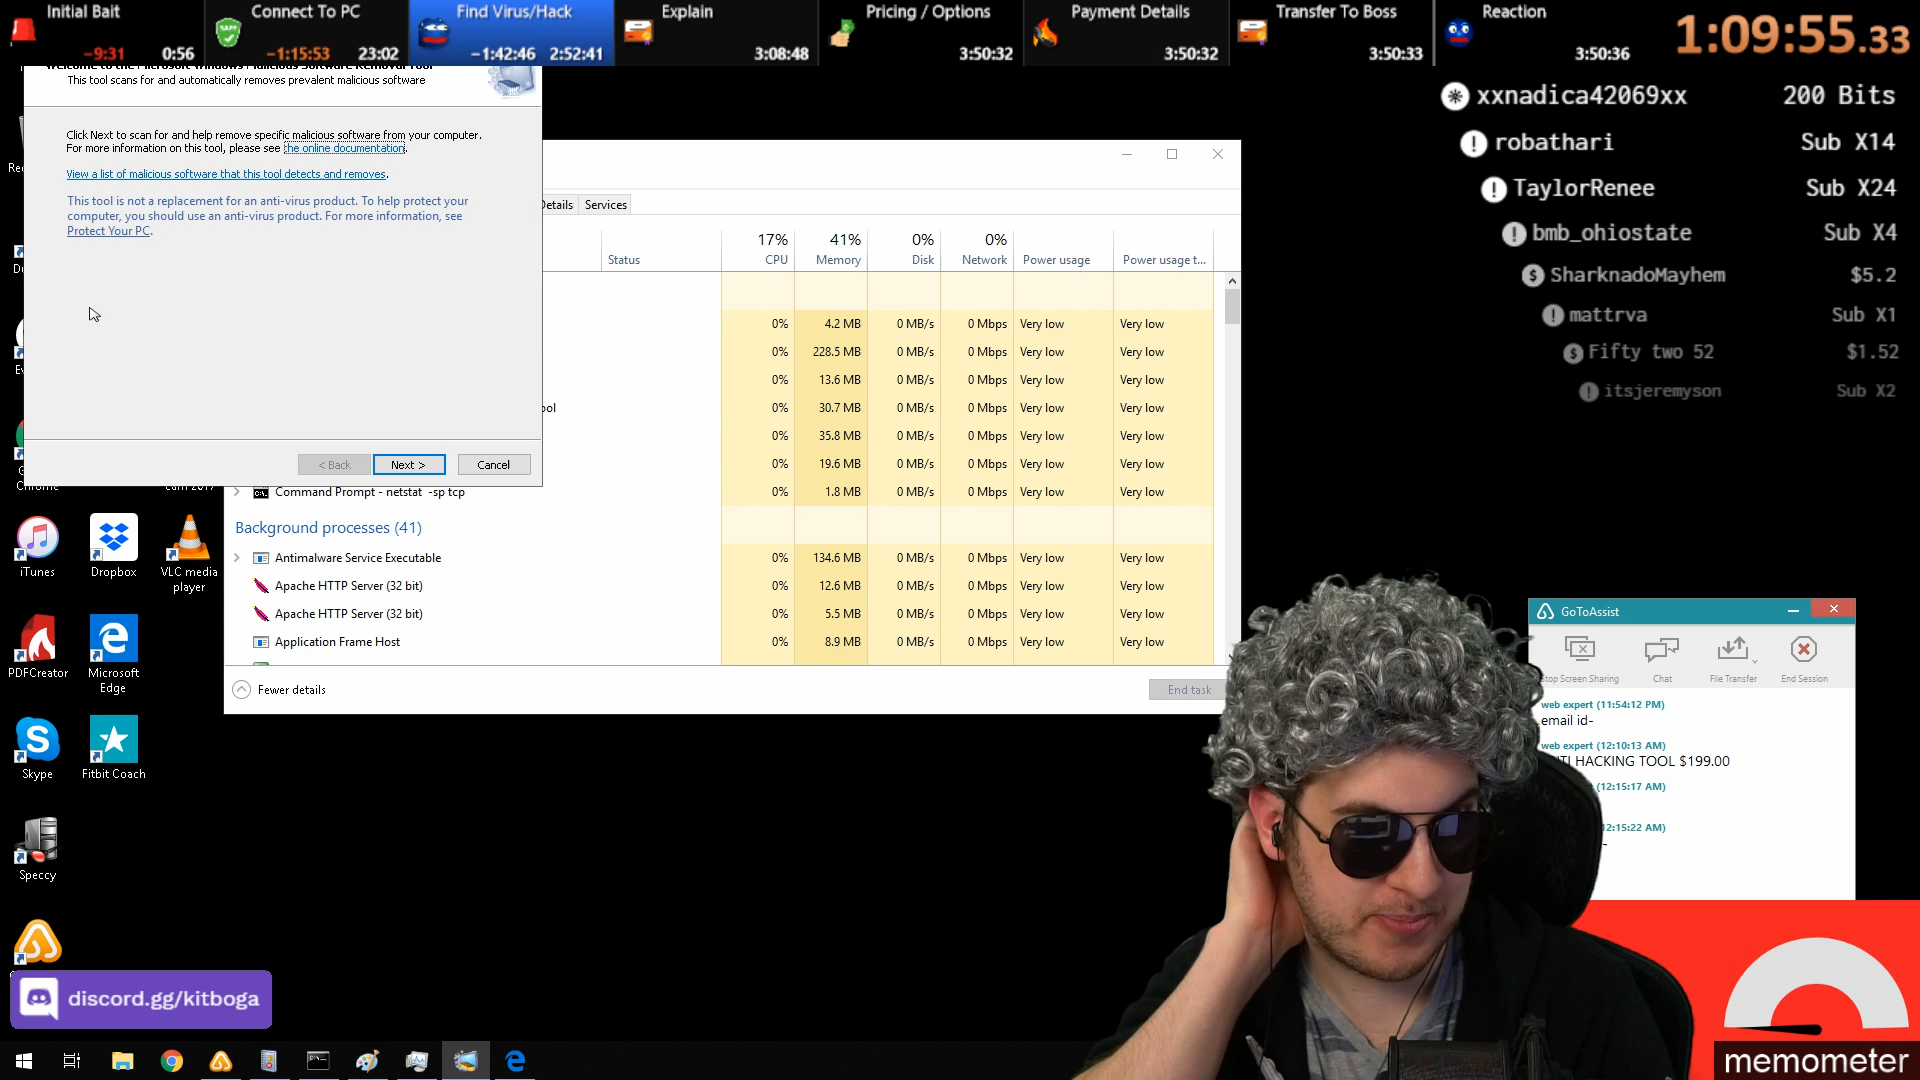 Initial Bait
-9:31 0:56
Connect To PC
-1:15:53 23:02
Find Virus/Hack
-1:42:46 2:52:41
Explain
3:08:48
Pricing / Options
3:50:32
Payment Details
3:50:32
Transfer To Boss
3:50:33
Reaction
3:50:36
1:09:55.33
xxnadica42069xx 200 Bits
robathari Sub X14
TaylorRenee Sub X24
bmb_ohiostate Sub X4
SharknadoMayhem $5.2
mattrva Sub X1
Fifty two 52 $1.52
itsjeremyson Sub X2
This tool scans for and automatically removes prevalent malicious software
Click Next to scan for and help remove specific malicious software from your computer.
For more information on this tool, please see the online documentation.
View a list of malicious software that this tool detects and removes.
This tool is not a replacement for an anti-virus product. To help protect your
computer, you should use an anti-virus product. For more information, see
Protect Your PC.
< Back Next > Cancel
Details Services
17% 41% 0% 0%
Status CPU Memory Disk Network Power usage Power usage t...
0% 4.2 MB 0 MB/s 0 Mbps Very low Very low
0% 228.5 MB 0 MB/s 0 Mbps Very low Very low
0% 13.6 MB 0 MB/s 0 Mbps Very low Very low
ool 0% 30.7 MB 0 MB/s 0 Mbps Very low Very low
0% 35.8 MB 0 MB/s 0 Mbps Very low Very low
0% 19.6 MB 0 MB/s 0 Mbps Very low Very low
Command Prompt - netstat -sp tcp 0% 1.8 MB 0 MB/s 0 Mbps Very low Very low
Background processes (41)
Antimalware Service Executable 0% 134.6 MB 0 MB/s 0 Mbps Very low Very low
Apache HTTP Server (32 bit) 0% 12.6 MB 0 MB/s 0 Mbps Very low Very low
Apache HTTP Server (32 bit) 0% 5.5 MB 0 MB/s 0 Mbps Very low Very low
Application Frame Host 0% 8.9 MB 0 MB/s 0 Mbps Very low Very low
Fewer details End task
iTunes
Dropbox
VLC media
player
PDFCreator
Microsoft
Edge
Skype
Fitbit Coach
Speccy
discord.gg/kitboga
GoToAssist
Stop Screen Sharing Chat File Transfer End Session
web expert (11:54:12 PM)
email id-
web expert (12:10:13 AM)
HACKING TOOL $199.00
(12:15:17 AM)
12:15:22 AM)
memometer